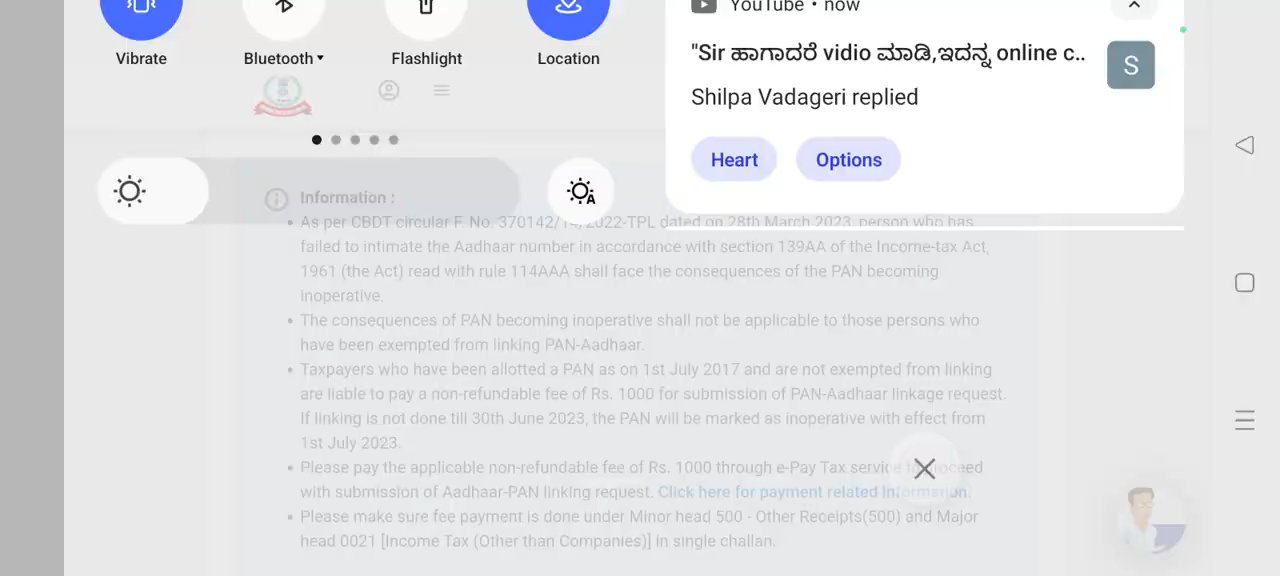 YouTube • now
Vibrate
Bluetooth
Flashlight
Location
"Sir ಹಾಗಾದರೆ vidio ಮಾಡಿ,ಇದನ್ನ online c..
S
Shilpa Vadageri replied
Heart
Options
A
Information :
As per CBDT circular F. No. 370142/14/2022-TPL dated on 28th March 2023, person who has
failed to intimate the Aadhaar number in accordance with section 139AA of the Income-tax Act,
1961 (the Act) read with rule 114AAA shall face the consequences of the PAN becoming
inoperative.
The consequences of PAN becoming inoperative shall not be applicable to those persons who
have been exempted from linking PAN-Aadhaar.
Taxpayers who have been allotted a PAN as on 1st July 2017 and are not exempted from linking
are liable to pay a non-refundable fee of Rs. 1000 for submission of PAN-Aadhaar linkage request.
If linking is not done till 30th June 2023, the PAN will be marked as inoperative with effect from
1st July 2023.
Please pay the applicable non-refundable fee of Rs. 1000 through e-Pay Tax service to proceed
with submission of Aadhaar-PAN linking request. Click here for payment related Information.
Please make sure fee payment is done under Minor head 500 - Other Receipts(500) and Major
head 0021 [Income Tax (Other than Companies)] in single challan.